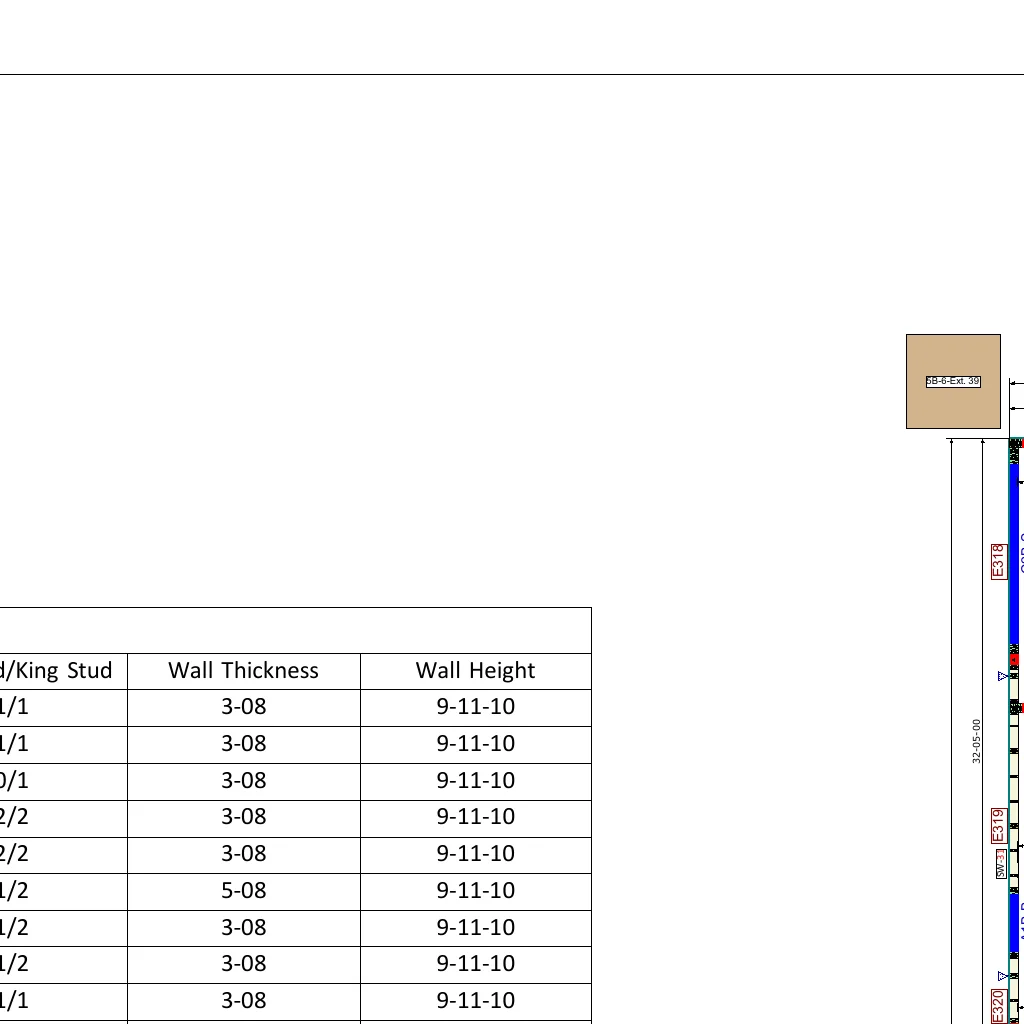 5B-6-Ext. 39
E318
32-05-00
E319
SW-31
E320
d/King Stud Wall Thickness Wall Height
1/1 3-08 9-11-10
1/1 3-08 9-11-10
0/1 3-08 9-11-10
2/2 3-08 9-11-10
2/2 3-08 9-11-10
1/2 5-08 9-11-10
1/2 3-08 9-11-10
1/2 3-08 9-11-10
1/1 3-08 9-11-10